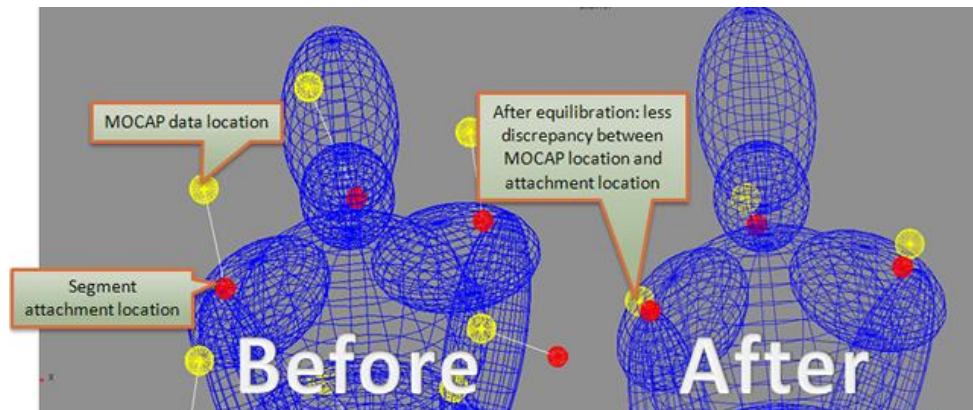 MOCAP data location
After equilibration: less
discrepancy between
MOCAP location and
attachment location
Segment
attachment location
Before
After
x